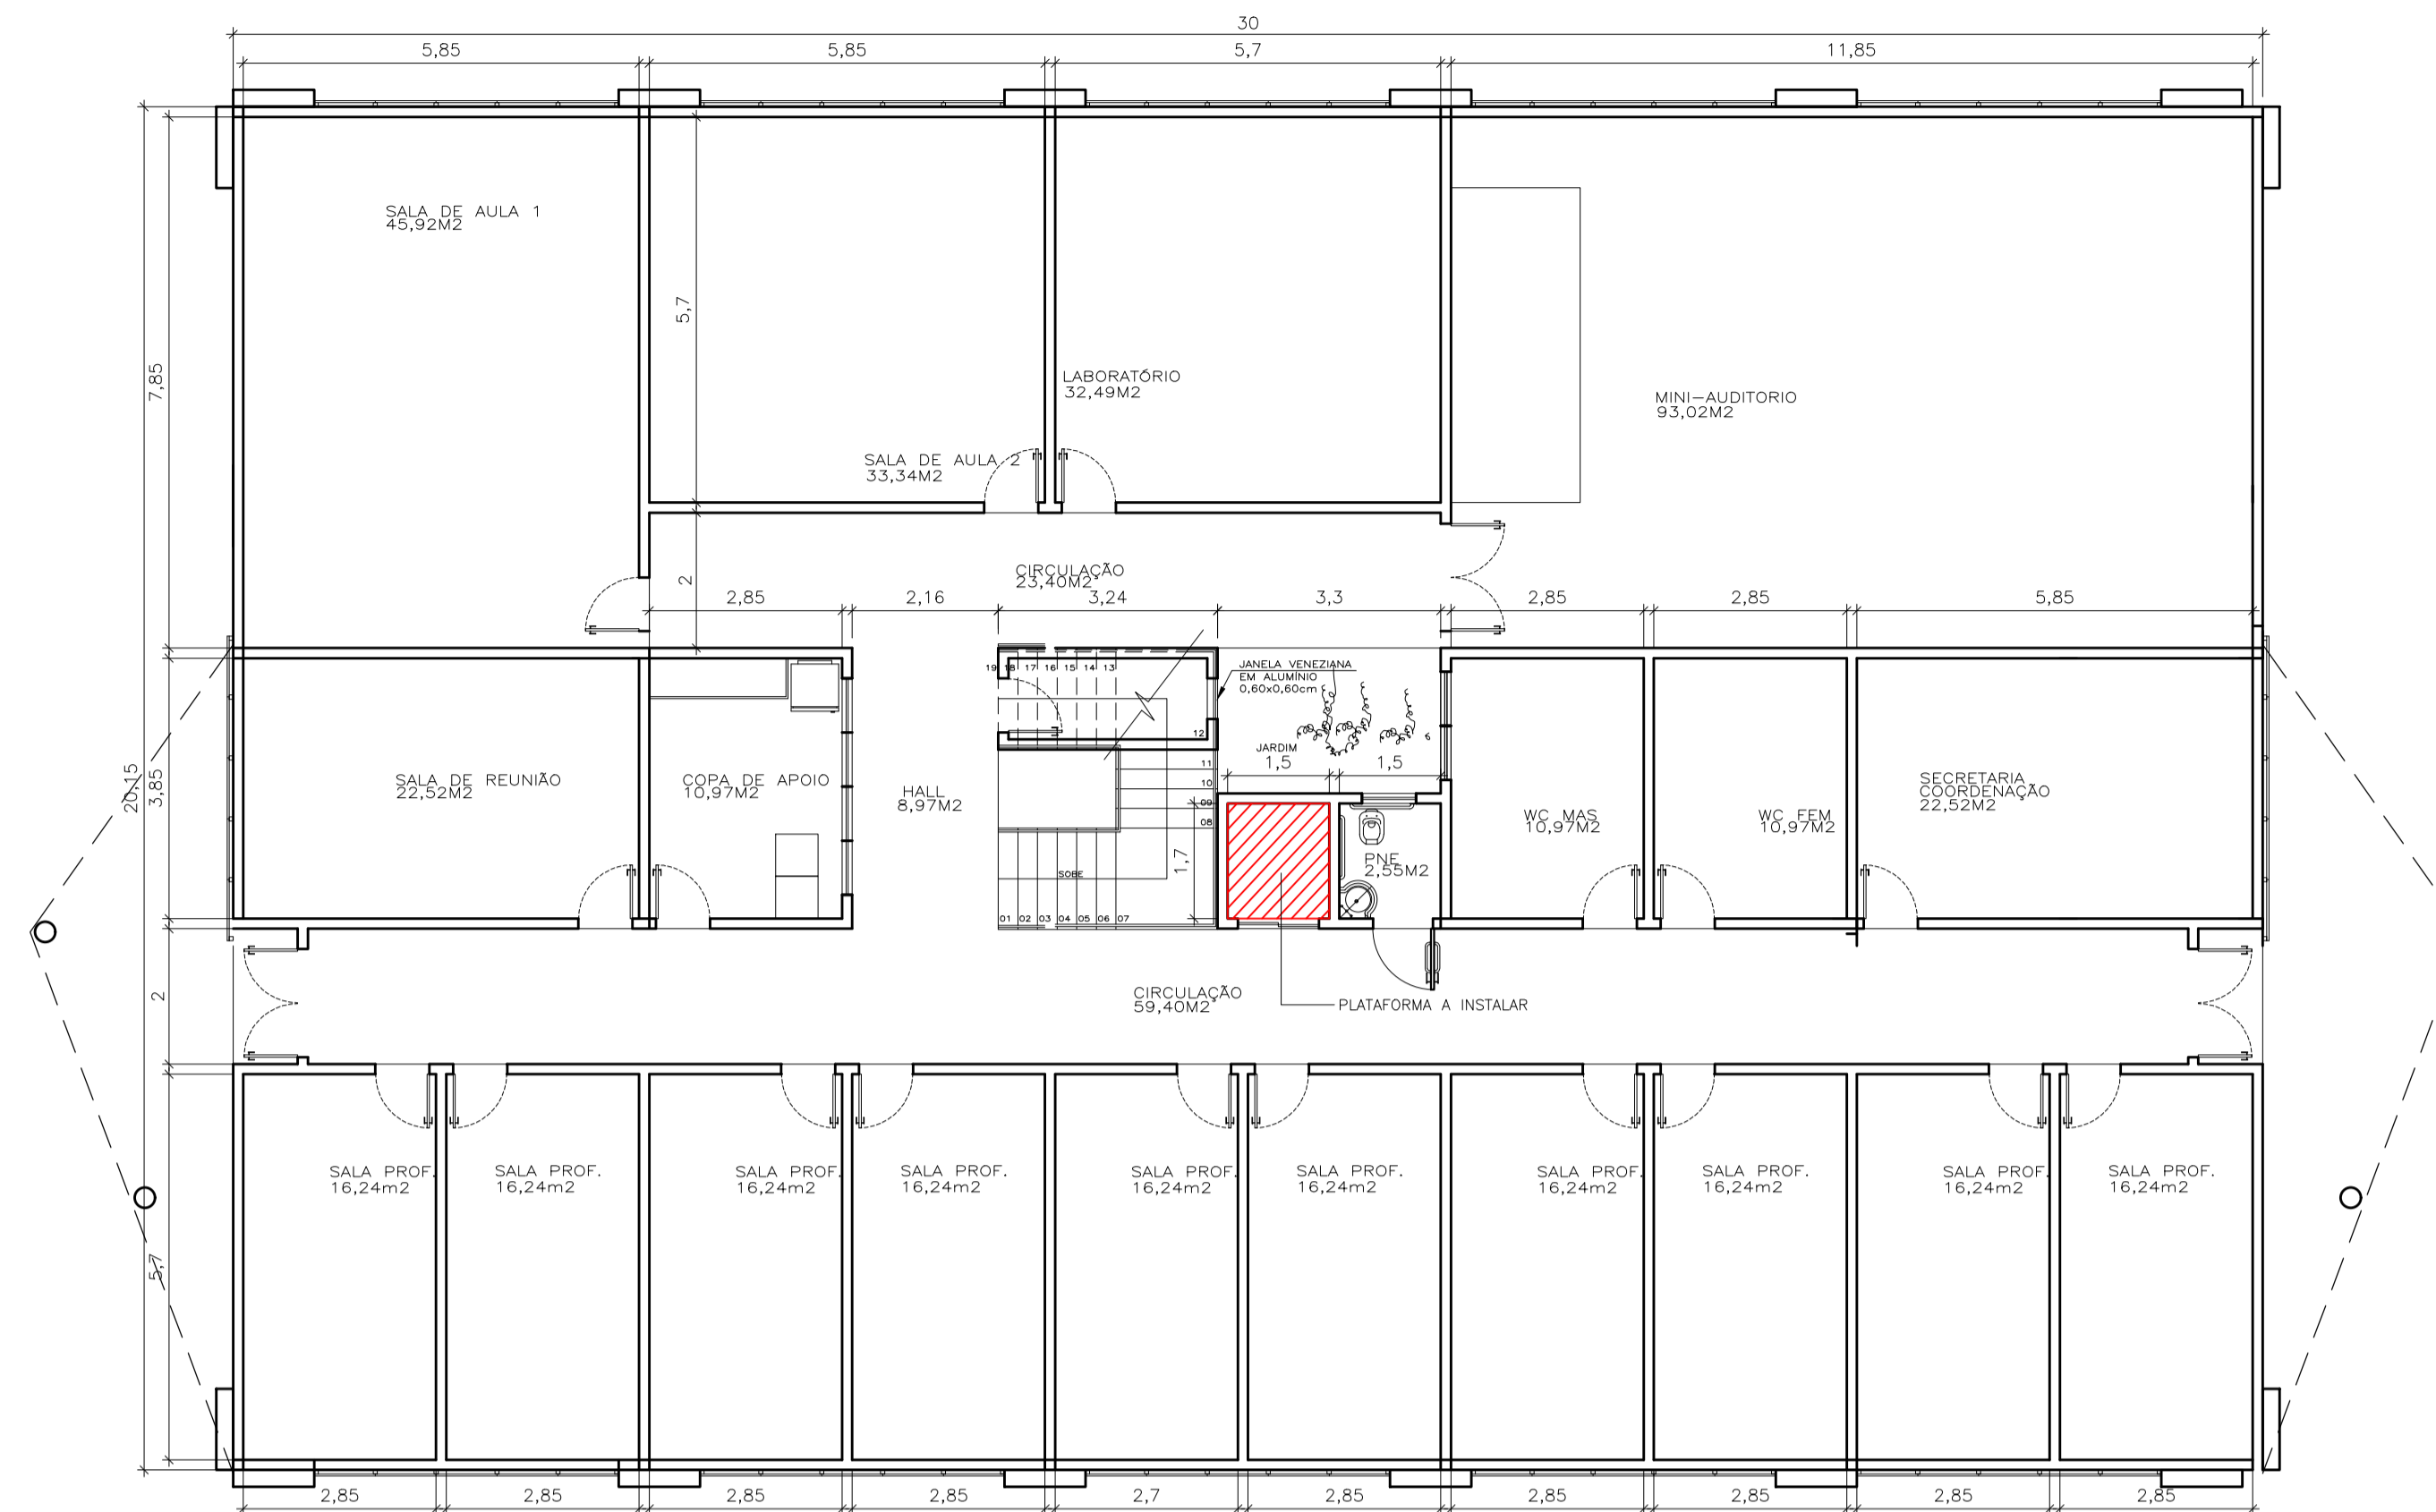 30
5,85
5,85
5,7
11,85
SALA DE AULA 1
45,92M2
5,7
7,85
LABORATÓRIO
32,49M2
MINI-AUDITORIO
93,02M2
SALA DE AULA 2
33,34M2
CIRCULAÇÃO
23,40M2
2
2,85
2,16
3,24
3,3
2,85
2,85
5,85
19
18
17
16
15
14
13
JANELA VENEZIANA
EM ALUMÍNIO
0,60x0,60cm
12
6
JARDIM
1,5
1,5
11
10
09
08
20,15
3,85
SALA DE REUNIÃO
22,52M2
COPA DE APOIO
10,97M2
HALL
8,97M2
SECRETARIA
COORDENAÇÃO
22,52M2
WC MAS
10,97M2
WC FEM
10,97M2
1,7
PNE
2,55M2
SOBE
01
02
03
04
05
06
07
2
CIRCULAÇÃO
59,40M2
PLATAFORMA A INSTALAR
SALA PROF.
16,24m2
SALA PROF.
16,24m2
SALA PROF.
16,24m2
SALA PROF.
16,24m2
SALA PROF.
16,24m2
SALA PROF.
16,24m2
SALA PROF.
16,24m2
SALA PROF.
16,24m2
SALA PROF.
16,24m2
SALA PROF.
16,24m2
5,7
2,85
2,85
2,85
2,85
2,7
2,85
2,85
2,85
2,85
2,85